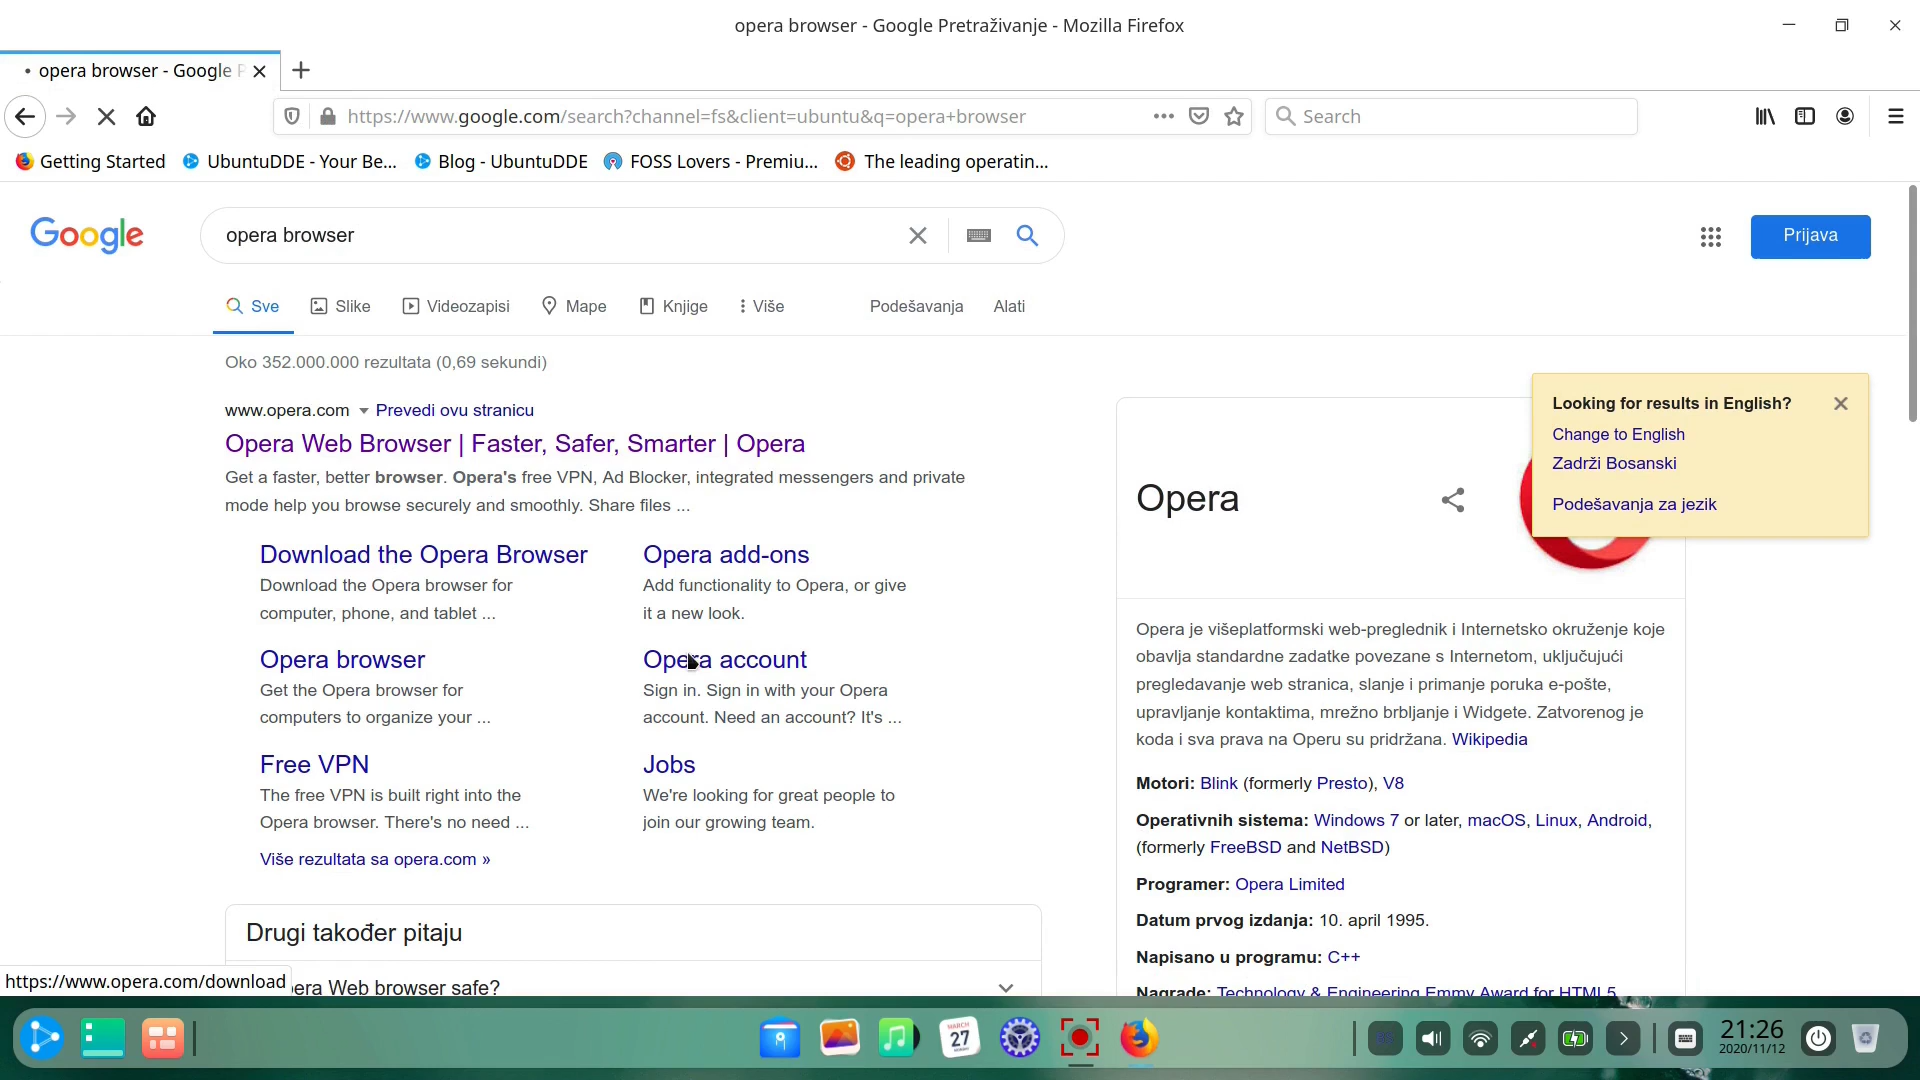 opera browser - Google Pretraživanje - Mozilla Firefox
• opera browser - Google P
https://www.google.com/search?channel=fs&client=ubuntu&q=opera+browser
Search
Getting Started
UbuntuDDE - Your Be...
Blog - UbuntuDDE
FOSS Lovers - Premiu...
The leading operatin...
Google
opera browser
Prijava
Sve
Slike
Videozapisi
Mape
Knjige
Više
Podešavanja
Alati
Oko 352.000.000 rezultata (0,69 sekundi)
www.opera.com Prevedi ovu stranicu
Opera Web Browser | Faster, Safer, Smarter | Opera
Get a faster, better browser. Opera's free VPN, Ad Blocker, integrated messengers and private
mode help you browse securely and smoothly. Share files ...
Download the Opera Browser
Download the Opera browser for
computer, phone, and tablet ...
Opera add-ons
Add functionality to Opera, or give
it a new look.
Opera browser
Get the Opera browser for
computers to organize your ...
Opera account
Sign in. Sign in with your Opera
account. Need an account? It's ...
Free VPN
The free VPN is built right into the
Opera browser. There's no need ...
Jobs
We're looking for great people to
join our growing team.
Više rezultata sa opera.com »
Drugi također pitaju
era Web browser safe?
https://www.opera.com/download
Looking for results in English?
Change to English
Zadrži Bosanski
Podešavanja za jezik
Opera
Opera je višeplatformski web-preglednik i Internetsko okruženje koje
obavlja standardne zadatke povezane s Internetom, uključujući
pregledavanje web stranica, slanje i primanje poruka e-pošte,
upravljanje kontaktima, mrežno brbljanje i Widgete. Zatvorenog je
koda i sva prava na Operu su pridržana. Wikipedia
Motori: Blink (formerly Presto), V8
Operativnih sistema: Windows 7 or later, macOS, Linux, Android,
(formerly FreeBSD and NetBSD)
Programer: Opera Limited
Datum prvog izdanja: 10. april 1995.
Napisano u programu: C++
Nagrade: Technology & Engineering Emmy Award for HTML5
MARCH
27
21:26
2020/11/12